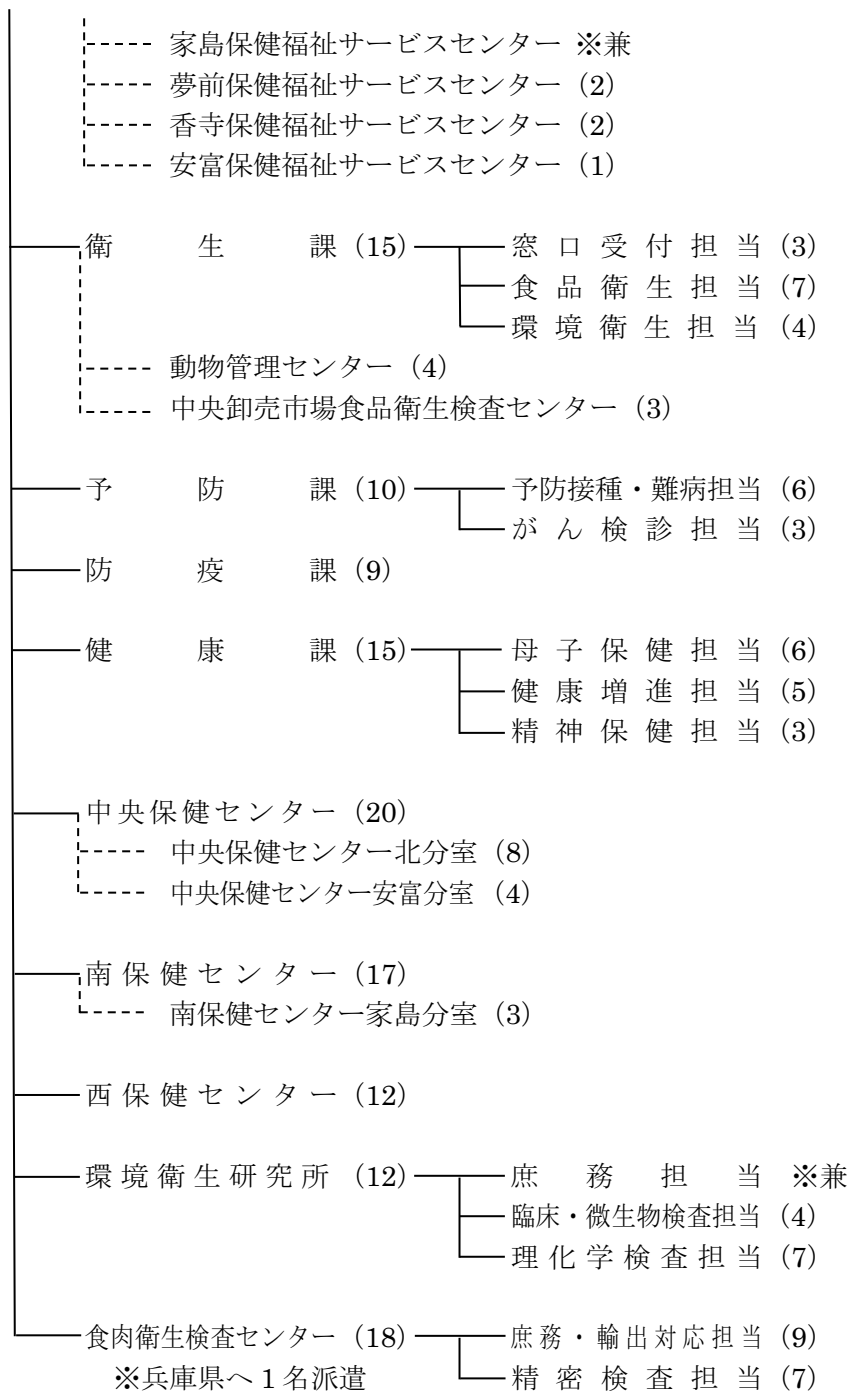 家島保健福祉サービスセンター ※兼
夢前保健福祉サービスセンター（2）
香寺保健福祉サービスセンター（2）
安富保健福祉サービスセンター（1）
衛生課（15） 窓口受付担当（3）
食品衛生担当（7）
環境衛生担当（4）
動物管理センター（4）
中央卸売市場食品衛生検査センター（3）
予防課（10） 予防接種・難病担当（6）
がん検診担当（3）
防疫課（9）
健康課（15） 母子保健担当（6）
健康増進担当（5）
精神保健担当（3）
中央保健センター（20）
中央保健センター北分室（8）
中央保健センター安富分室（4）
南保健センター（17）
南保健センター家島分室（3）
西保健センター（12）
環境衛生研究所（12） 庶務担当 ※兼
臨床・微生物検査担当（4）
理化学検査担当（7）
食肉衛生検査センター（18） 庶務・輸出対応担当（9）
※兵庫県へ1名派遣 精密検査担当（7）